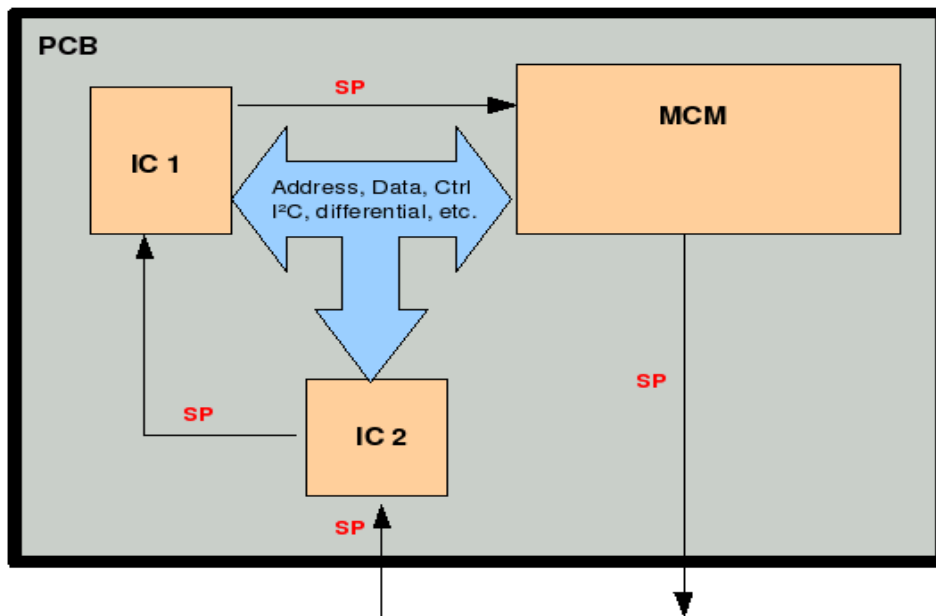 PCB
SP
MCM
IC 1
Address, Data, Ctrl
I²C, differential, etc.
SP
SP
IC 2
SP